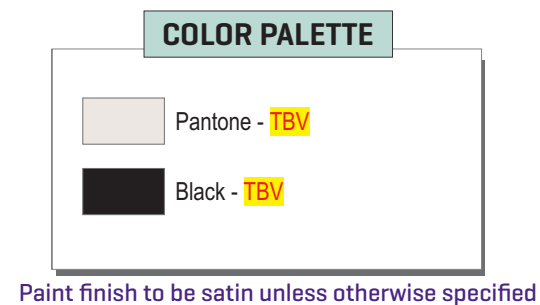 COLOR PALETTE
Pantone - TBV
Black - TBV
Paint finish to be satin unless otherwise specified